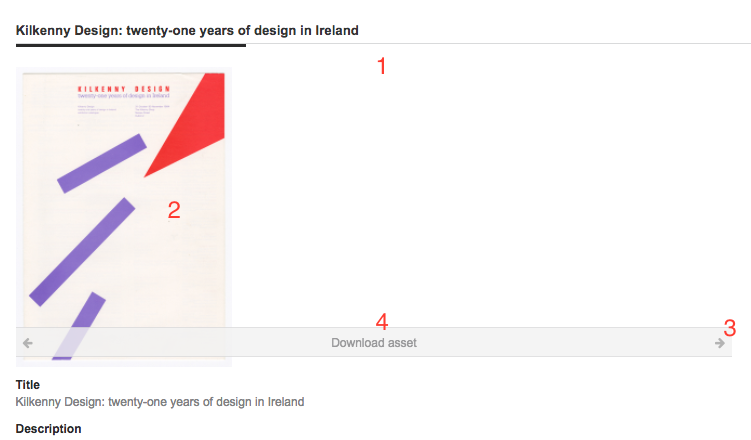 Kilkenny Design: twenty-one years of design in Ireland
1
KILKENNY DESIGN
twenty-one years of design in Ireland
2
4
3
Download asset
Title
Kilkenny Design: twenty-one years of design in Ireland
Description